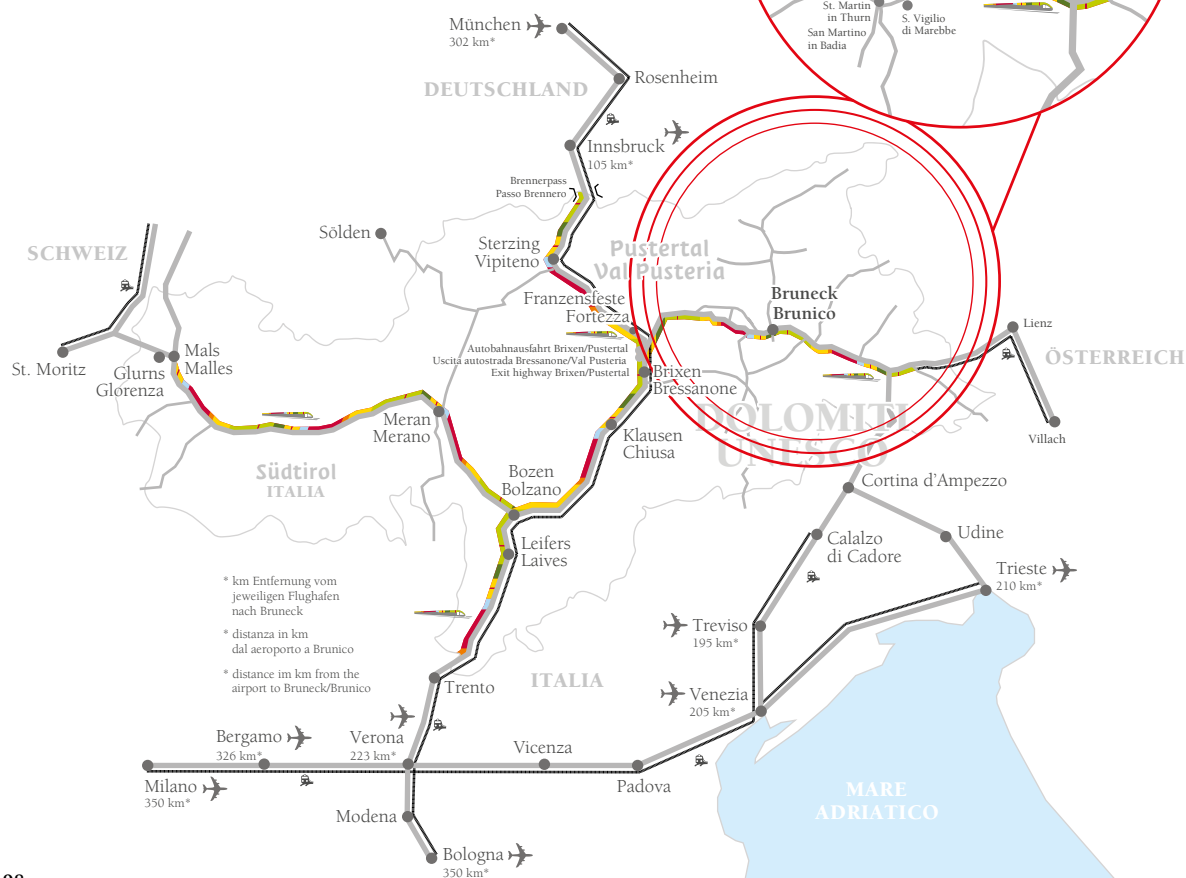 St. Martin
in Thurn
San Martino
in Badia
S. Vigilio
di Marebbe
München
302 km*
DEUTSCHLAND
Rosenheim
Innsbruck
105 km*
Brennerpass
Passo Brennero
Sölden
SCHWEIZ
Sterzing
Vipiteno
Pustertal
Val Pusteria
Franzensfeste
Fortezza
Bruneck
Brunico
Autobahnausfahrt Brixen/Pustertal
Uscita autostrada Bressanone/Val Pusteria
Exit highway Brixen/Pustertal
Lienz
ÖSTERREICH
St. Moritz
Mals
Malles
Glurns
Glorenza
Brixen
Bressanone
DOLOMITI
UNESCO
Meran
Merano
Klausen
Chiusa
Villach
Südtirol
ITALIA
Bozen
Bolzano
Cortina d'Ampezzo
Leifers
Laives
Calalzo
di Cadore
Udine
Trieste
210 km*
* km Entfernung vom
jeweiligen Flughafen
nach Bruneck
* distanza in km
dal aeroporto a Brunico
* distance im km from the
airport to Bruneck/Brunico
Treviso
195 km*
ITALIA
Trento
Venezia
205 km*
Bergamo
326 km*
Verona
223 km*
Vicenza
Milano
350 km*
Padova
MARE
ADRIATICO
Modena
Bologna
350 km*